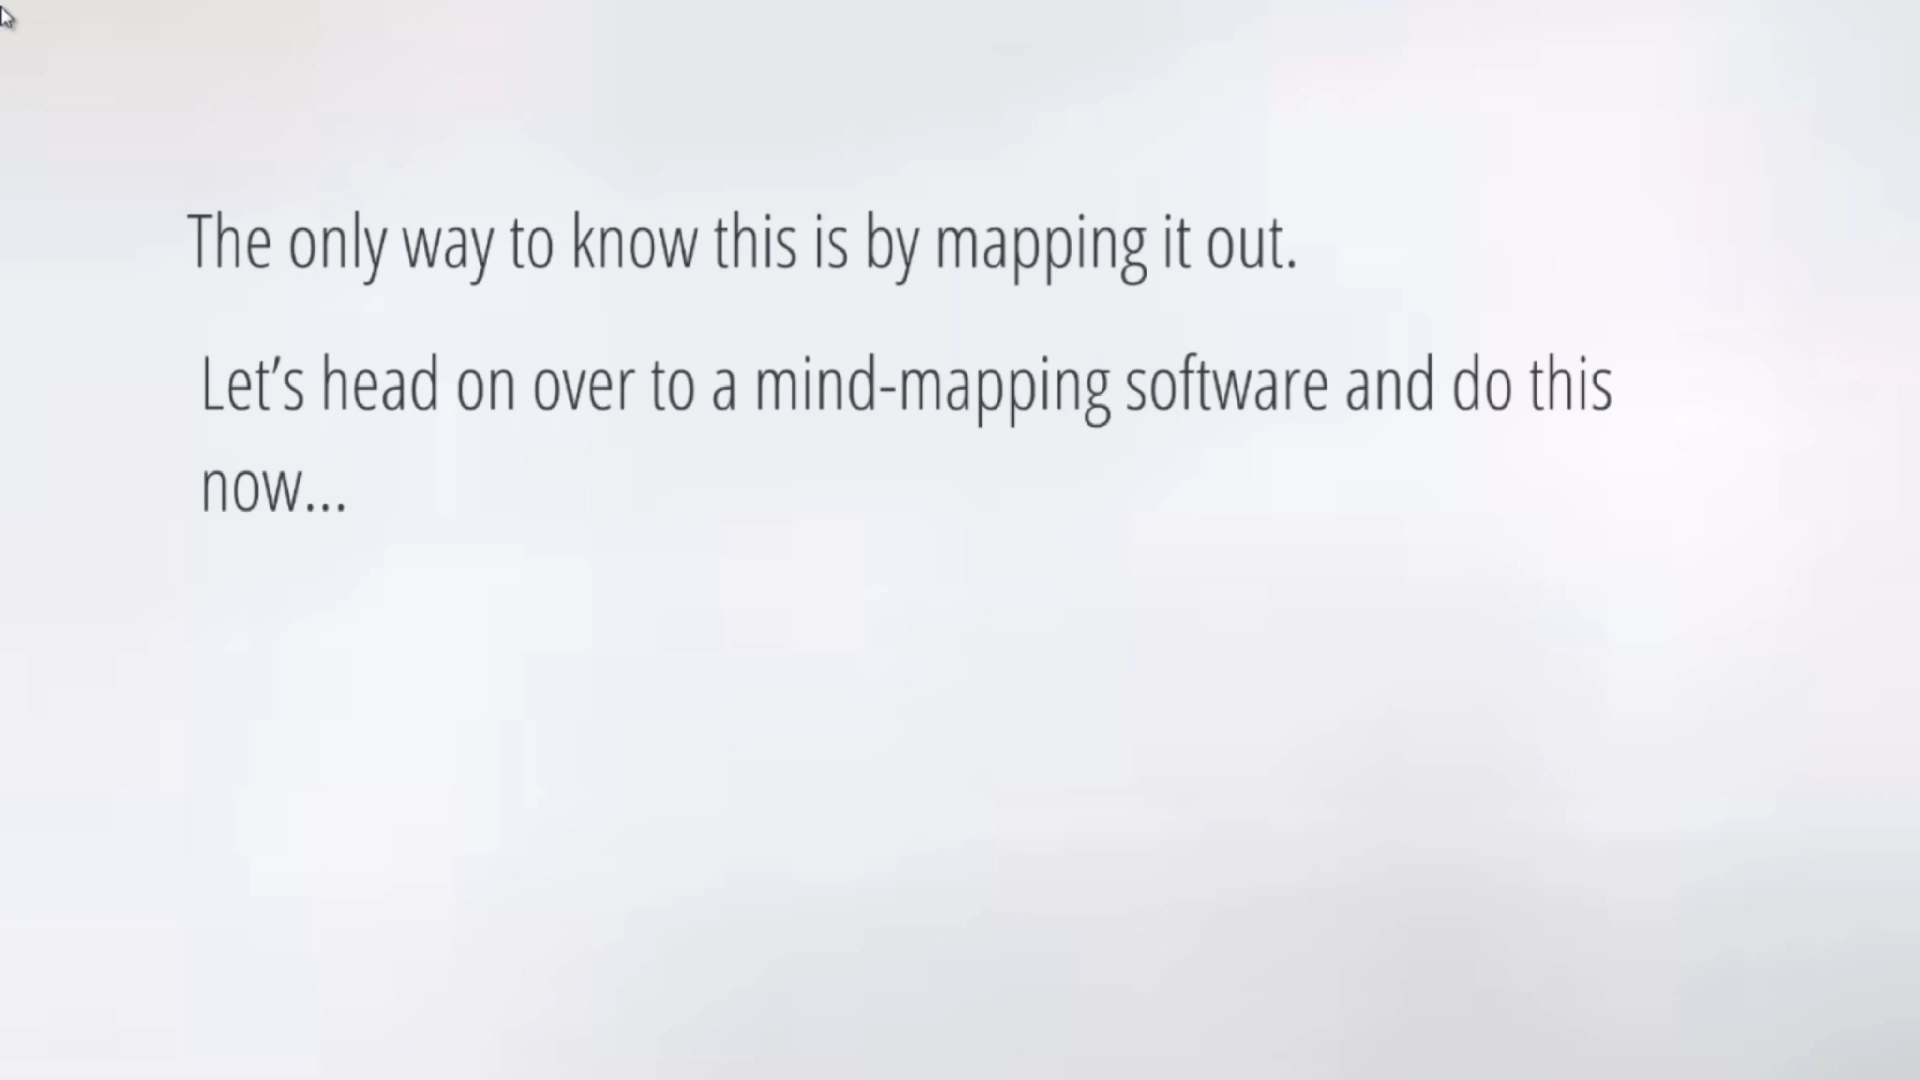 The only way to know this is by mapping it out.
Let’s head on over to a mind-mapping software and do this
now...